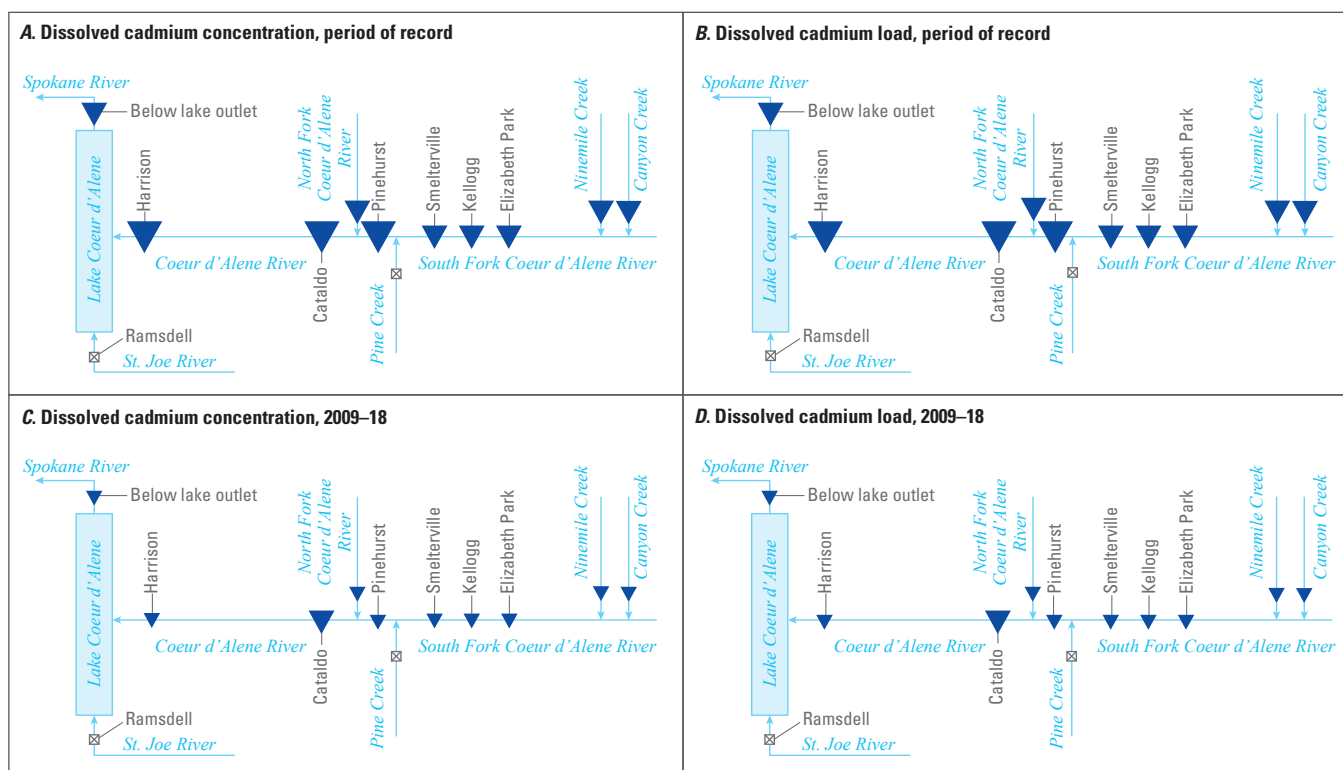 A. Dissolved cadmium concentration, period of record
Spokane River
Below lake outlet
Lake Coeur d’Alene
Harrison
Coeur d’Alene River
Cataldo
North Fork
Coeur d’Alene
River
Pinehurst
Pine Creek
Smelterville
Kellogg
Elizabeth Park
South Fork Coeur d’Alene River
Ninemile Creek
Canyon Creek
Ramsdell
St. Joe River
B. Dissolved cadmium load, period of record
Spokane River
Below lake outlet
Lake Coeur d’Alene
Harrison
Coeur d’Alene River
Cataldo
North Fork
Coeur d’Alene
River
Pinehurst
Pine Creek
Smelterville
Kellogg
Elizabeth Park
South Fork Coeur d’Alene River
Ninemile Creek
Canyon Creek
Ramsdell
St. Joe River
C. Dissolved cadmium concentration, 2009–18
Spokane River
Below lake outlet
Lake Coeur d’Alene
Harrison
Coeur d’Alene River
Cataldo
North Fork
Coeur d’Alene
River
Pinehurst
Pine Creek
Smelterville
Kellogg
Elizabeth Park
South Fork Coeur d’Alene River
Ninemile Creek
Canyon Creek
Ramsdell
St. Joe River
D. Dissolved cadmium load, 2009–18
Spokane River
Below lake outlet
Lake Coeur d’Alene
Harrison
Coeur d’Alene River
Cataldo
North Fork
Coeur d’Alene
River
Pinehurst
Pine Creek
Smelterville
Kellogg
Elizabeth Park
South Fork Coeur d’Alene River
Ninemile Creek
Canyon Creek
Ramsdell
St. Joe River